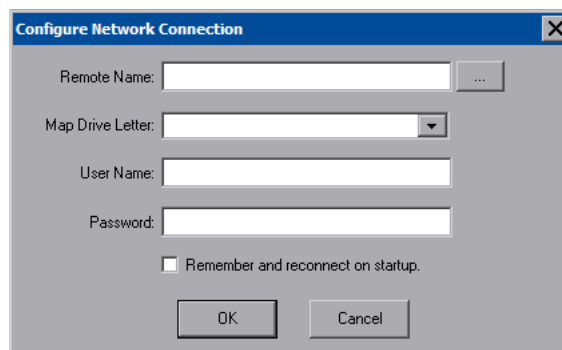 Configure Network Connection
Remote Name:
...
Map Drive Letter:
User Name:
Password:
Remember and reconnect on startup.
OK
Cancel